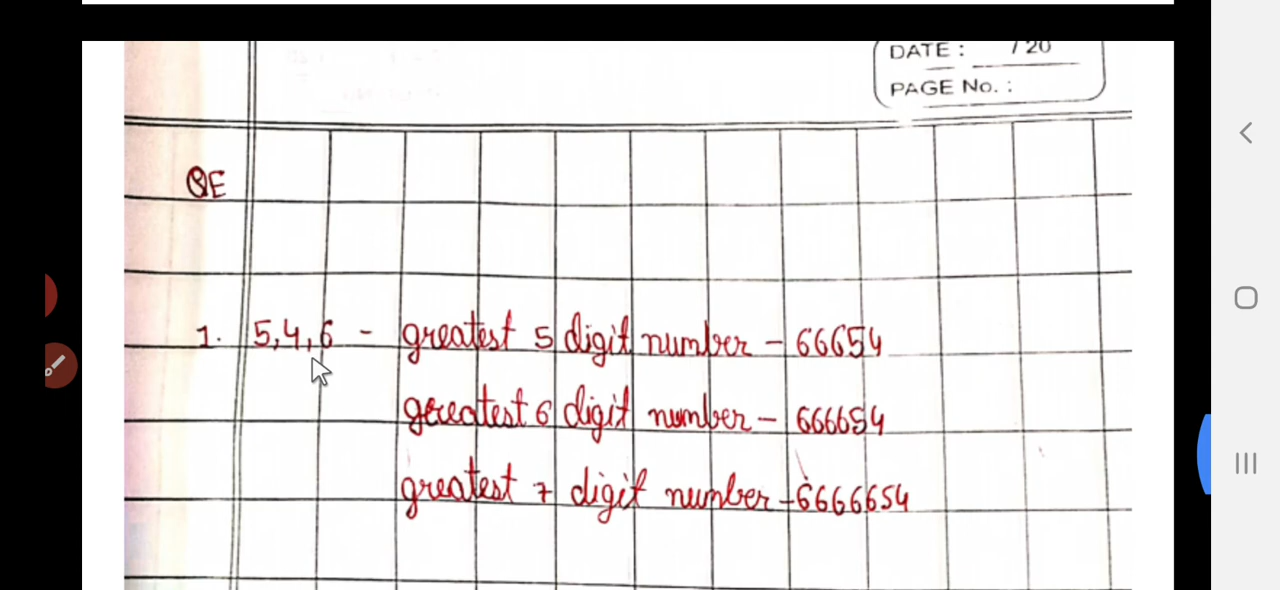 DATE : / 20
PAGE No. :
QE
1. 5,4,6 - greatest 5 digit number - 66654
greatest 6 digit number - 666654
greatest 7 digit number - 6666654